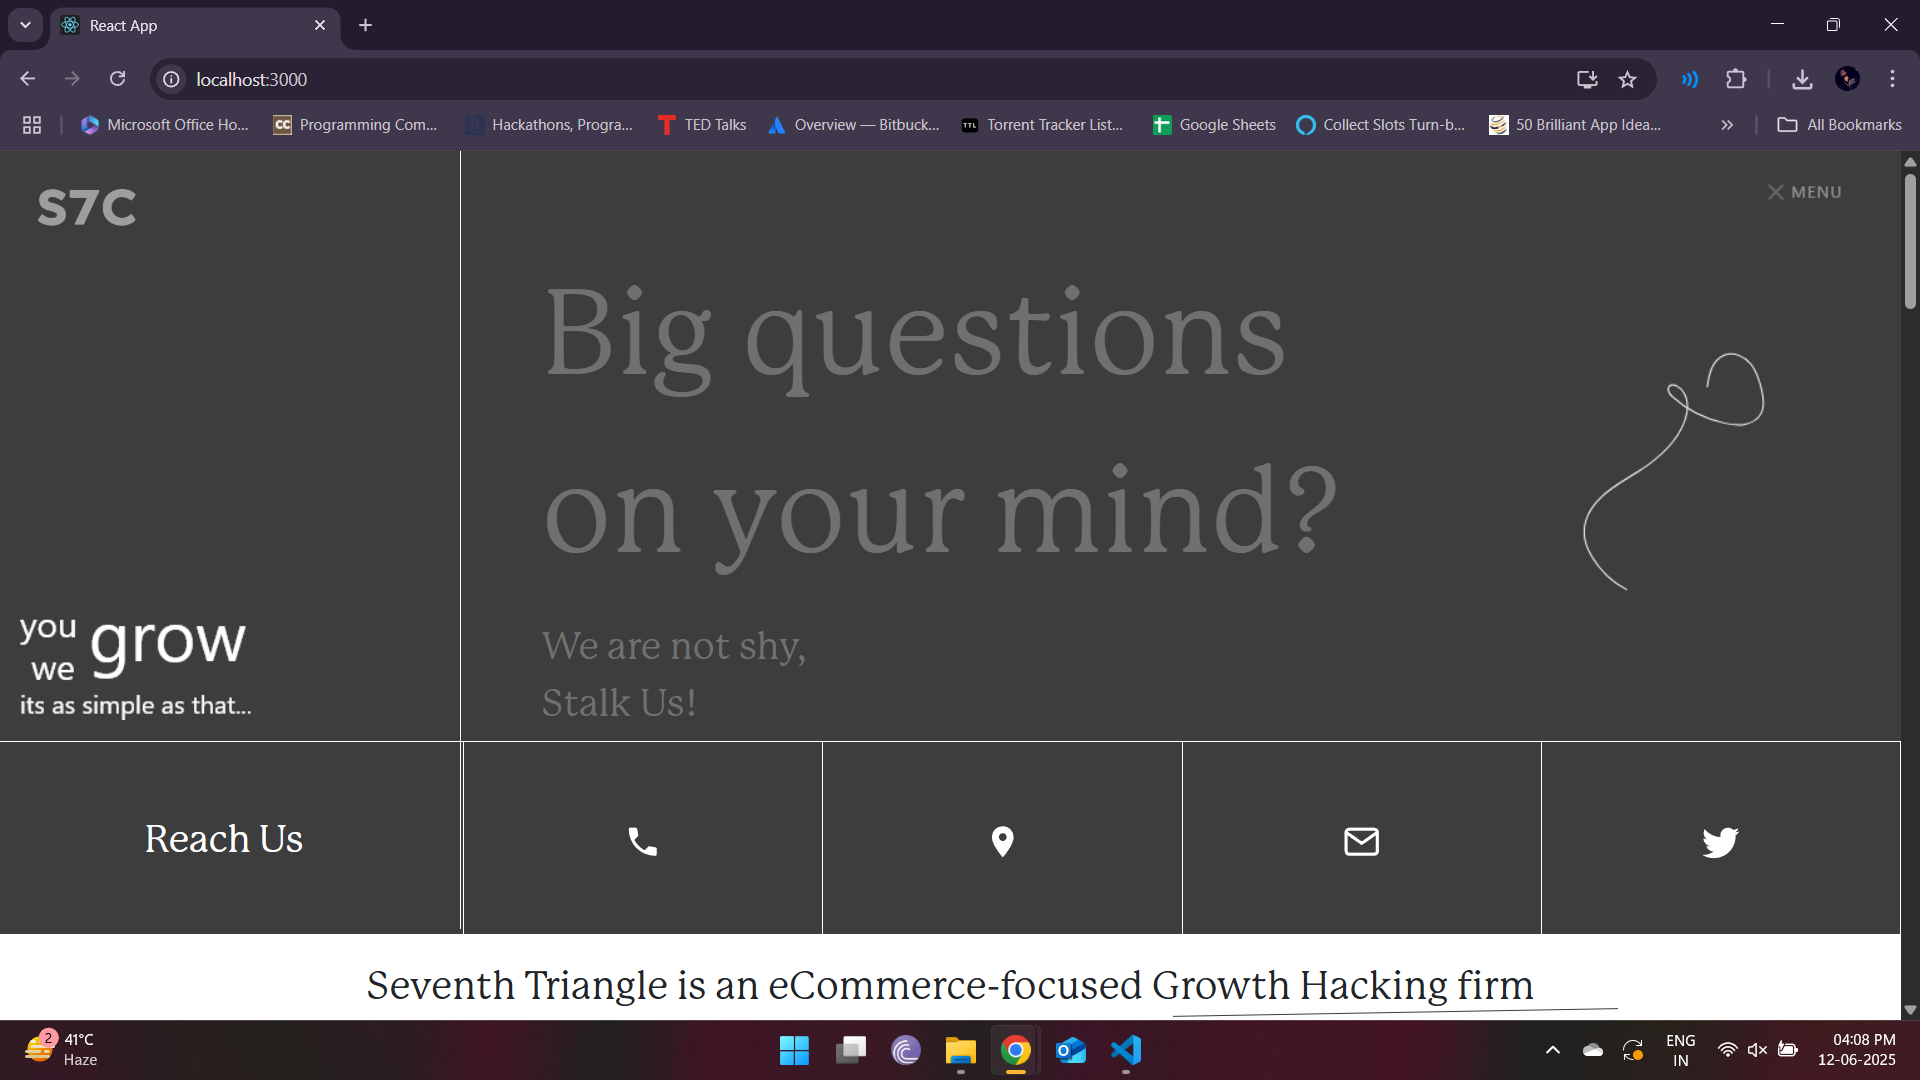 React App
localhost:3000
Microsoft Office Ho...
Programming Com...
Hackathons, Progra...
TED Talks
Overview — Bitbuck...
TTL
Torrent Tracker List...
Google Sheets
Collect Slots Turn-b...
50 Brilliant App Idea...
All Bookmarks
S7C
MENU
Big questions
on your mind?
you
we
grow
its as simple as that...
We are not shy,
Stalk Us!
Reach Us
Seventh Triangle is an eCommerce-focused Growth Hacking firm
2
41°C
Haze
ENG
IN
04:08 PM
12-06-2025